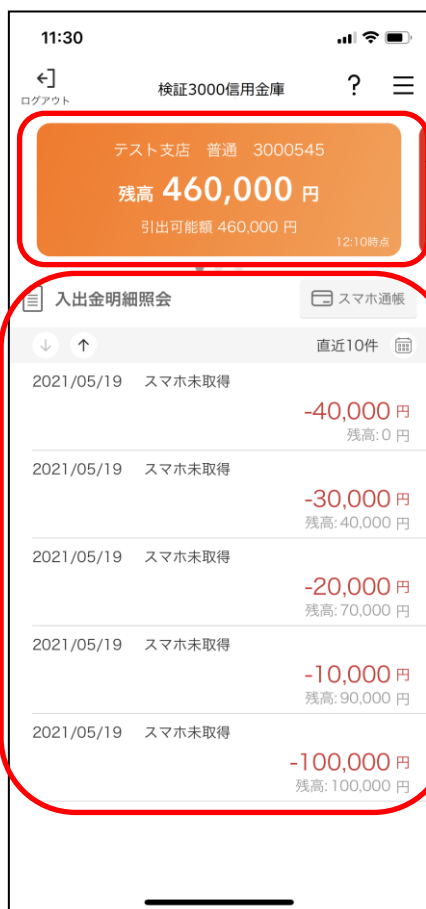 11:30
ログアウト
検証3000信用金庫
?
テスト支店 普通 3000545
残高 460,000 円
引出可能額 460,000 円
12:10時点
入出金明細照会
スマホ通帳
↓ ↑ 直近10件
2021/05/19 スマホ未取得
-40,000 円
残高: 0 円
2021/05/19 スマホ未取得
-30,000 円
残高: 40,000 円
2021/05/19 スマホ未取得
-20,000 円
残高: 70,000 円
2021/05/19 スマホ未取得
-10,000 円
残高: 90,000 円
2021/05/19 スマホ未取得
-100,000 円
残高: 100,000 円